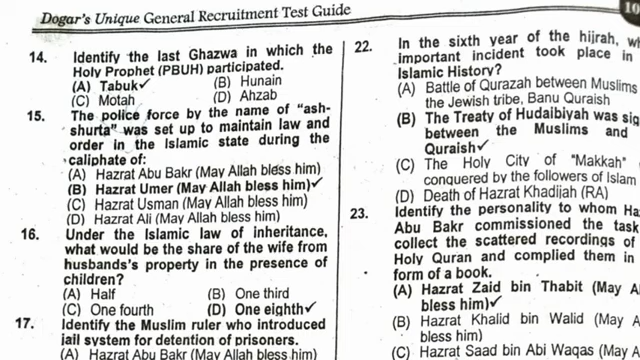 Dogar's Unique General Recruitment Test Guide
10
14. Identify the last Ghazwa in which the
Holy Prophet (PBUH) participated.
(A) Tabuk✓ (B) Hunain
(C) Motah (D) Ahzab
15. The police force by the name of "ash-
shurta" was set up to maintain law and
order in the Islamic state during the
caliphate of:
(A) Hazrat Abu Bakr (May Allah bless him)
(B) Hazrat Umer (May Allah bless him)✓
(C) Hazrat Usman (May Allah bless him)
(D) Hazrat Ali (May Allah bless him)
16. Under the Islamic law of inheritance,
what would be the share of the wife from
husbands's property in the presence of
children?
(A) Half (B) One third
(C) One fourth (D) One eighth✓
17. Identify the Muslim ruler who introduced
jail system for detention of prisoners.
(A) Hazrat Abu Bakr (May Allah bless him)
22. In the sixth year of the hijrah,
important incident took place in
Islamic History?
(A) Battle of Qurazah between Muslims
the Jewish tribe, Banu Quraish
(B) The Treaty of Hudaibiyah was sig
between the Muslims and
Quraish✓
(C) The Holy City of "Makkah"
conquered by the followers of Islam
(D) Death of Hazrat Khadijah (RA)
23. Identify the personality to whom Ha
Abu Bakr commissioned the task
collect the scattered recordings of
Holy Quran and complied them in
form of a book.
(A) Hazrat Zaid bin Thabit (May A
bless him)✓
(B) Hazrat Khalid bin Walid (May A
bless him)
(C) Hazrat Saad bin Abi Waqas (May A